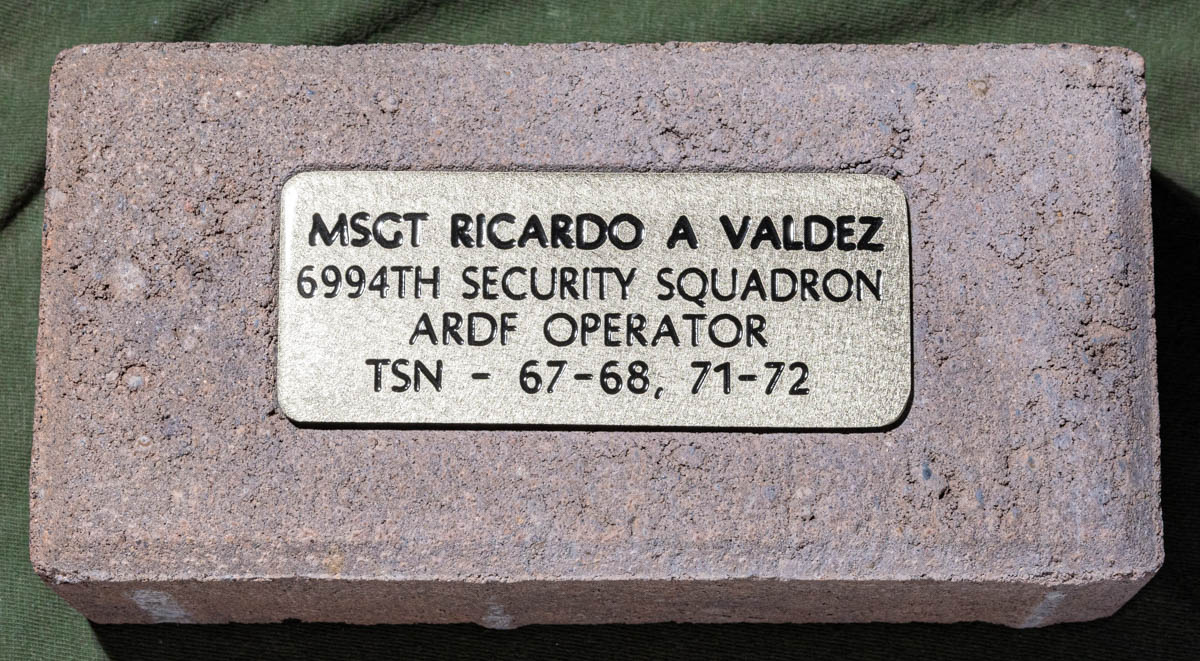 MSGT RICARDO A VALDEZ
6994TH SECURITY SQUADRON
ARDF OPERATOR
TSN - 67-68, 71-72